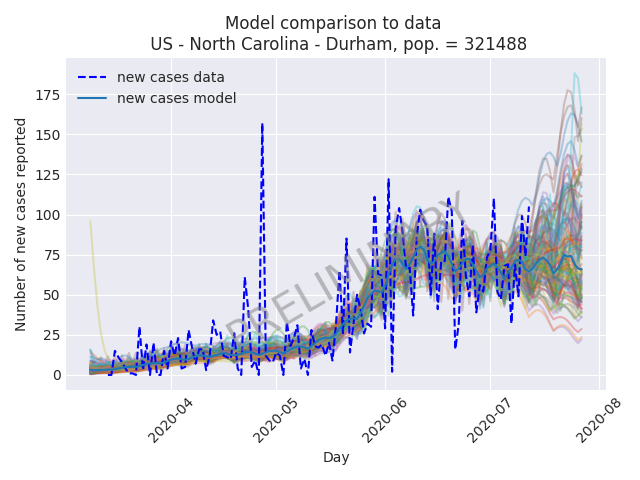 Model comparison to data
US - North Carolina - Durham, pop. = 321488
new cases data
new cases model
PRELIMINARY
Number of new cases reported
175
150
125
100
75
50
25
0
2020-04
2020-05
2020-06
2020-07
2020-08
Day